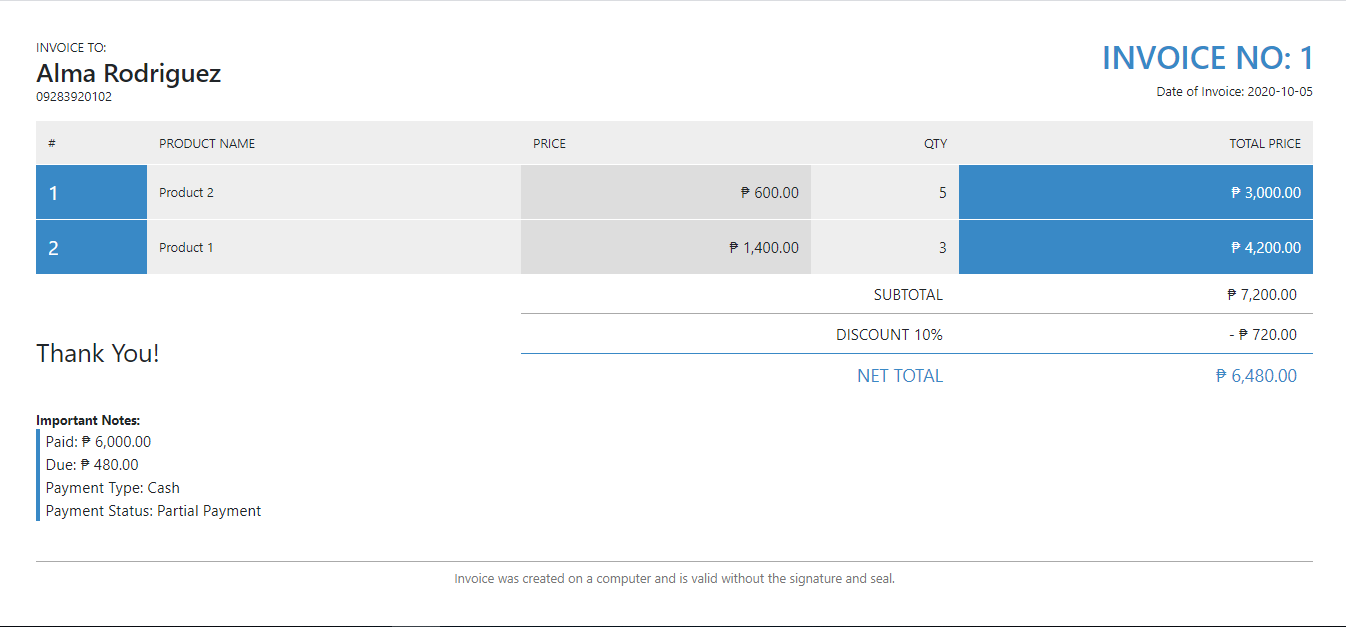 INVOICE TO:
Alma Rodriguez
09283920102
INVOICE NO: 1
Date of Invoice: 2020-10-05
# PRODUCT NAME PRICE QTY TOTAL PRICE
1 Product 2 ₱ 600.00 5 ₱ 3,000.00
2 Product 1 ₱ 1,400.00 3 ₱ 4,200.00
SUBTOTAL ₱ 7,200.00
DISCOUNT 10% - ₱ 720.00
NET TOTAL ₱ 6,480.00
Thank You!
Important Notes:
Paid: ₱ 6,000.00
Due: ₱ 480.00
Payment Type: Cash
Payment Status: Partial Payment
Invoice was created on a computer and is valid without the signature and seal.